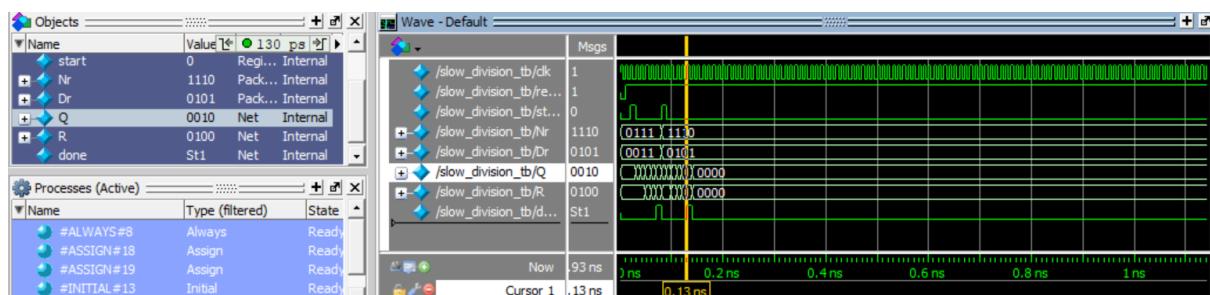 Objects
Name Value 130 ps
start 0 Regi... Internal
Nr 1110 Pack... Internal
Dr 0101 Pack... Internal
Q 0010 Net Internal
R 0100 Net Internal
done St1 Net Internal
Processes (Active)
Name Type (filtered) State
#ALWAYS#8 Always Ready
#ASSIGN#18 Assign Ready
#ASSIGN#19 Assign Ready
#INITIAL#13 Initial Ready
Wave - Default
Msgs
/slow_division_tb/clk 1
/slow_division_tb/re... 1
/slow_division_tb/st... 0
/slow_division_tb/Nr 1110 0111 1110
/slow_division_tb/Dr 0101 0011 0101
/slow_division_tb/Q 0010 0000
/slow_division_tb/R 0100 0000
/slow_division_tb/d... St1
Now .93 ns 0.2 ns 0.4 ns 0.6 ns 0.8 ns 1 ns
Cursor 1 .13 ns 0.13 ns